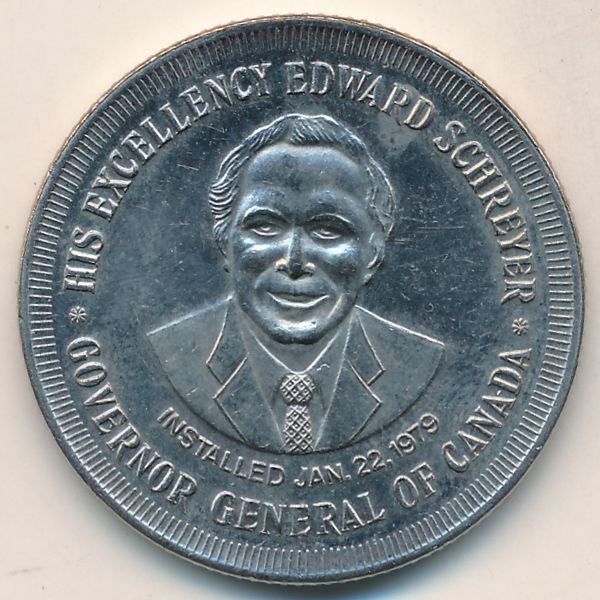 HIS EXCELLENCY EDWARD SCHREYER
* GOVERNOR GENERAL OF CANADA *
INSTALLED JAN. 22, 1979